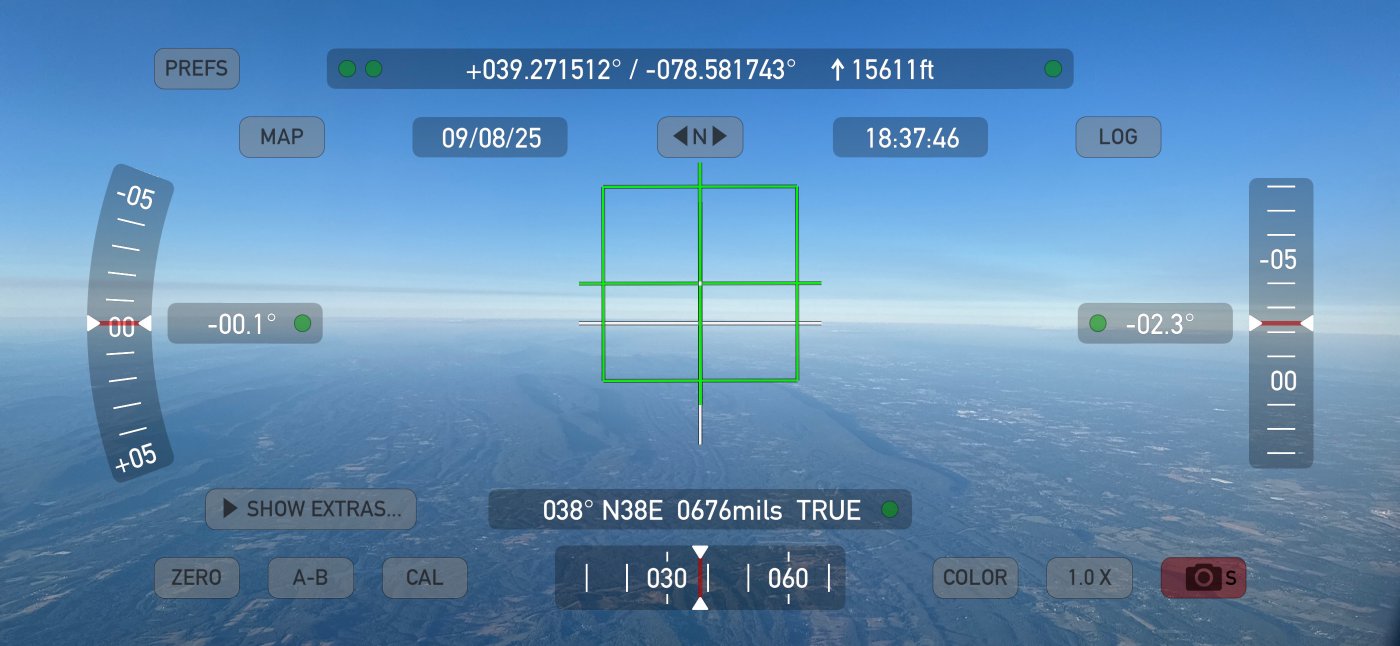 PREFS
+039.271512° / -078.581743° ↑ 15611ft
MAP
09/08/25
◀N▶
18:37:46
LOG
-05
00
+05
-00.1°
-02.3°
-05
00
▶ SHOW EXTRAS...
038° N38E 0676mils TRUE
ZERO
A-B
CAL
030
060
COLOR
1.0 X
S